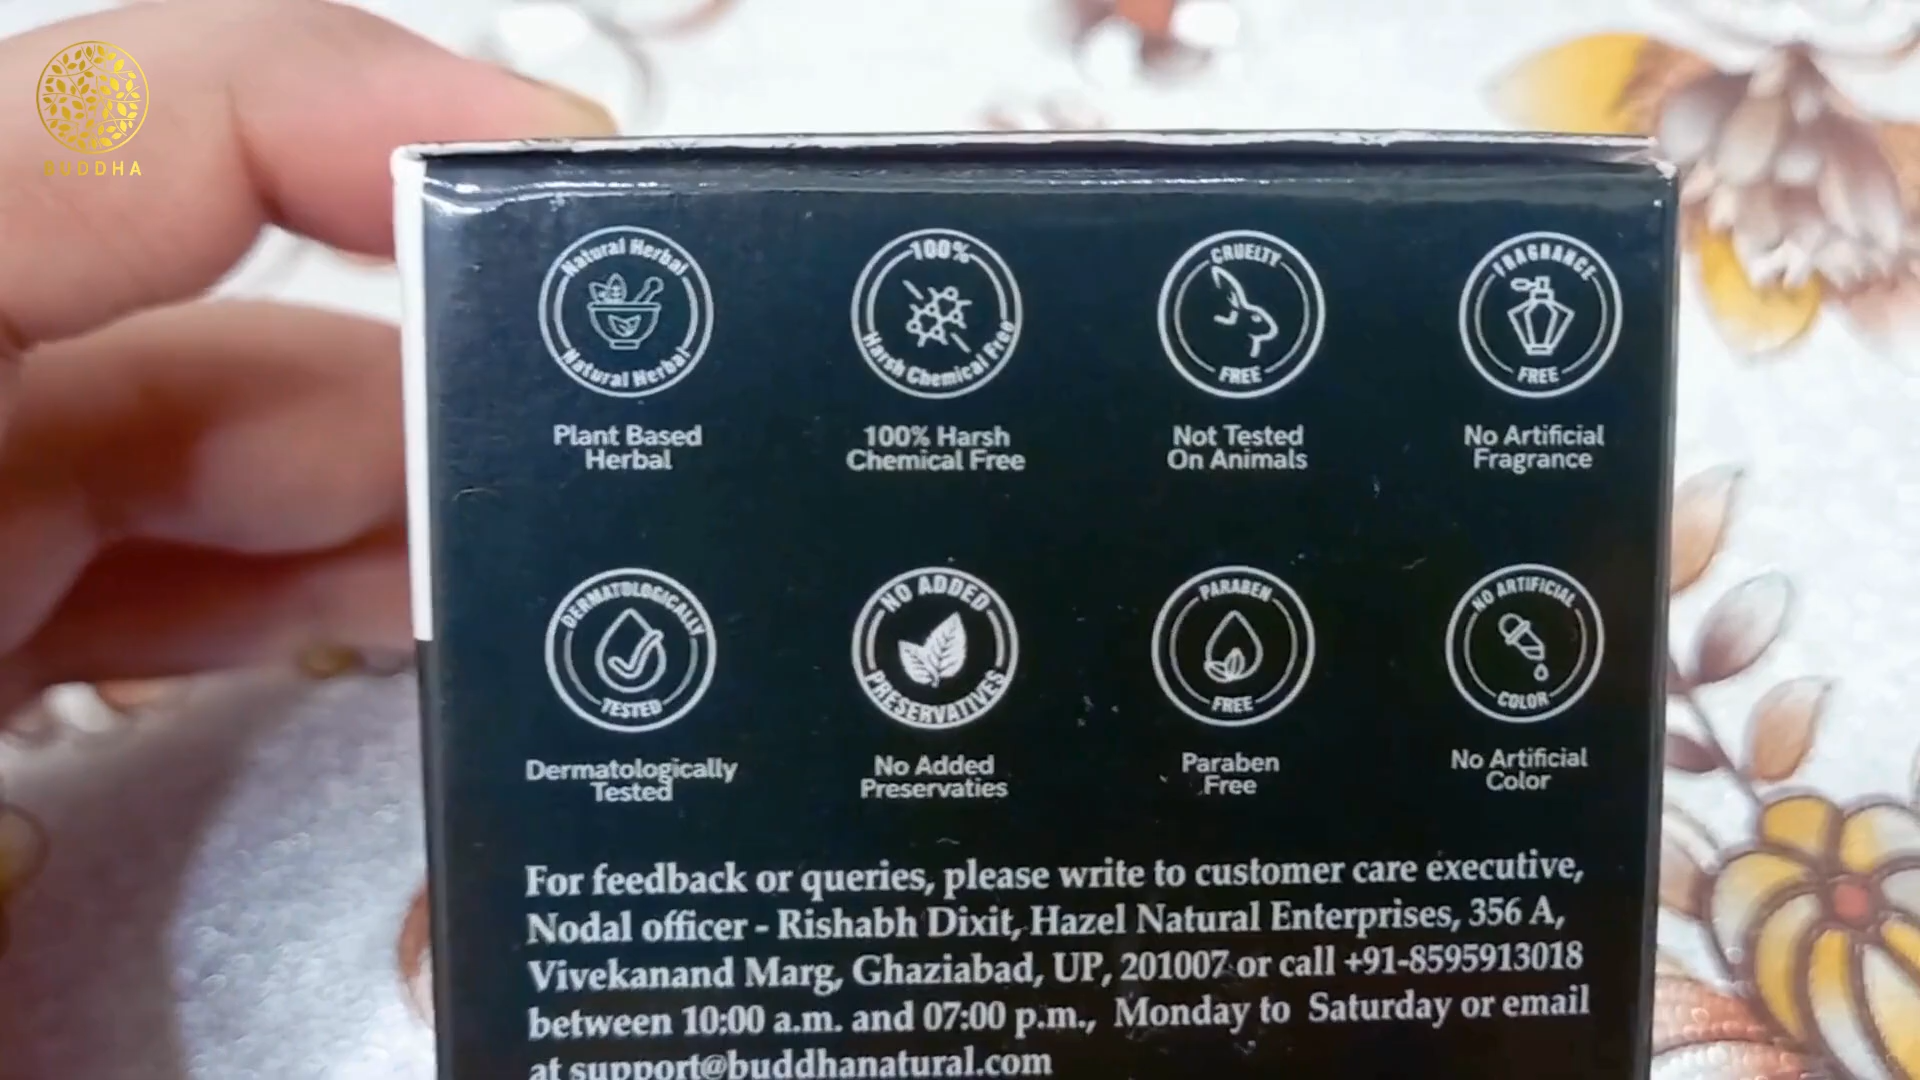 BUDDHA
Natural Herbal
Natural Herbal
Plant Based
Herbal
100%
Harsh Chemical Free
100% Harsh
Chemical Free
CRUELTY
FREE
Not Tested
On Animals
FRAGRANCE
FREE
No Artificial
Fragrance
DERMATOLOGICALLY
TESTED
Dermatologically
Tested
NO ADDED
PRESERVATIVES
No Added
Preservaties
PARABEN
FREE
Paraben
Free
NO ARTIFICIAL
COLOR
No Artificial
Color
For feedback or queries, please write to customer care executive,
Nodal officer - Rishabh Dixit, Hazel Natural Enterprises, 356 A,
Vivekanand Marg, Ghaziabad, UP, 201007 or call +91-8595913018
between 10:00 a.m. and 07:00 p.m., Monday to Saturday or email
at support@buddhanatural.com